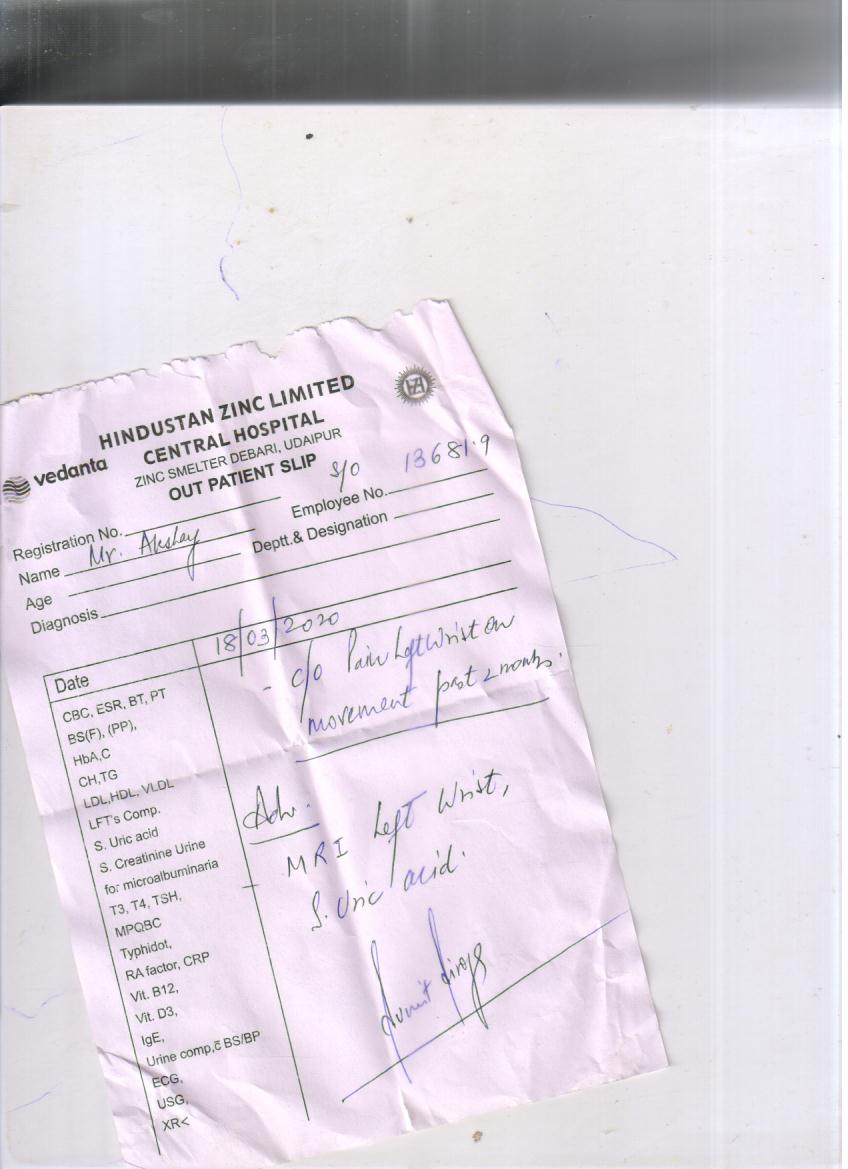 HINDUSTAN ZINC LIMITED
vedanta
CENTRAL HOSPITAL
ZINC SMELTER DEBARI, UDAIPUR
OUT PATIENT SLIP
S/O
Registration No.
Employee No. 13681.9
Name Mr. Akshay
Deptt.& Designation
Age
Diagnosis
Date 18/03/2020
- C/O Pain Left Wrist on
movement past 2 months.
CBC, ESR, BT, PT
BS(F), (PP),
HbA,C
CH,TG
LDL,HDL, VLDL
LFT's Comp.
S. Uric acid
S. Creatinine Urine
for microalbuminaria
T3, T4, TSH,
MPQBC
Typhidot,
RA factor, CRP
Vit. B12,
Vit. D3,
IgE,
Urine comp,c̄ BS/BP
ECG,
USG,
XR<
Adv.
MRI Left Wrist,
S. Uric acid.